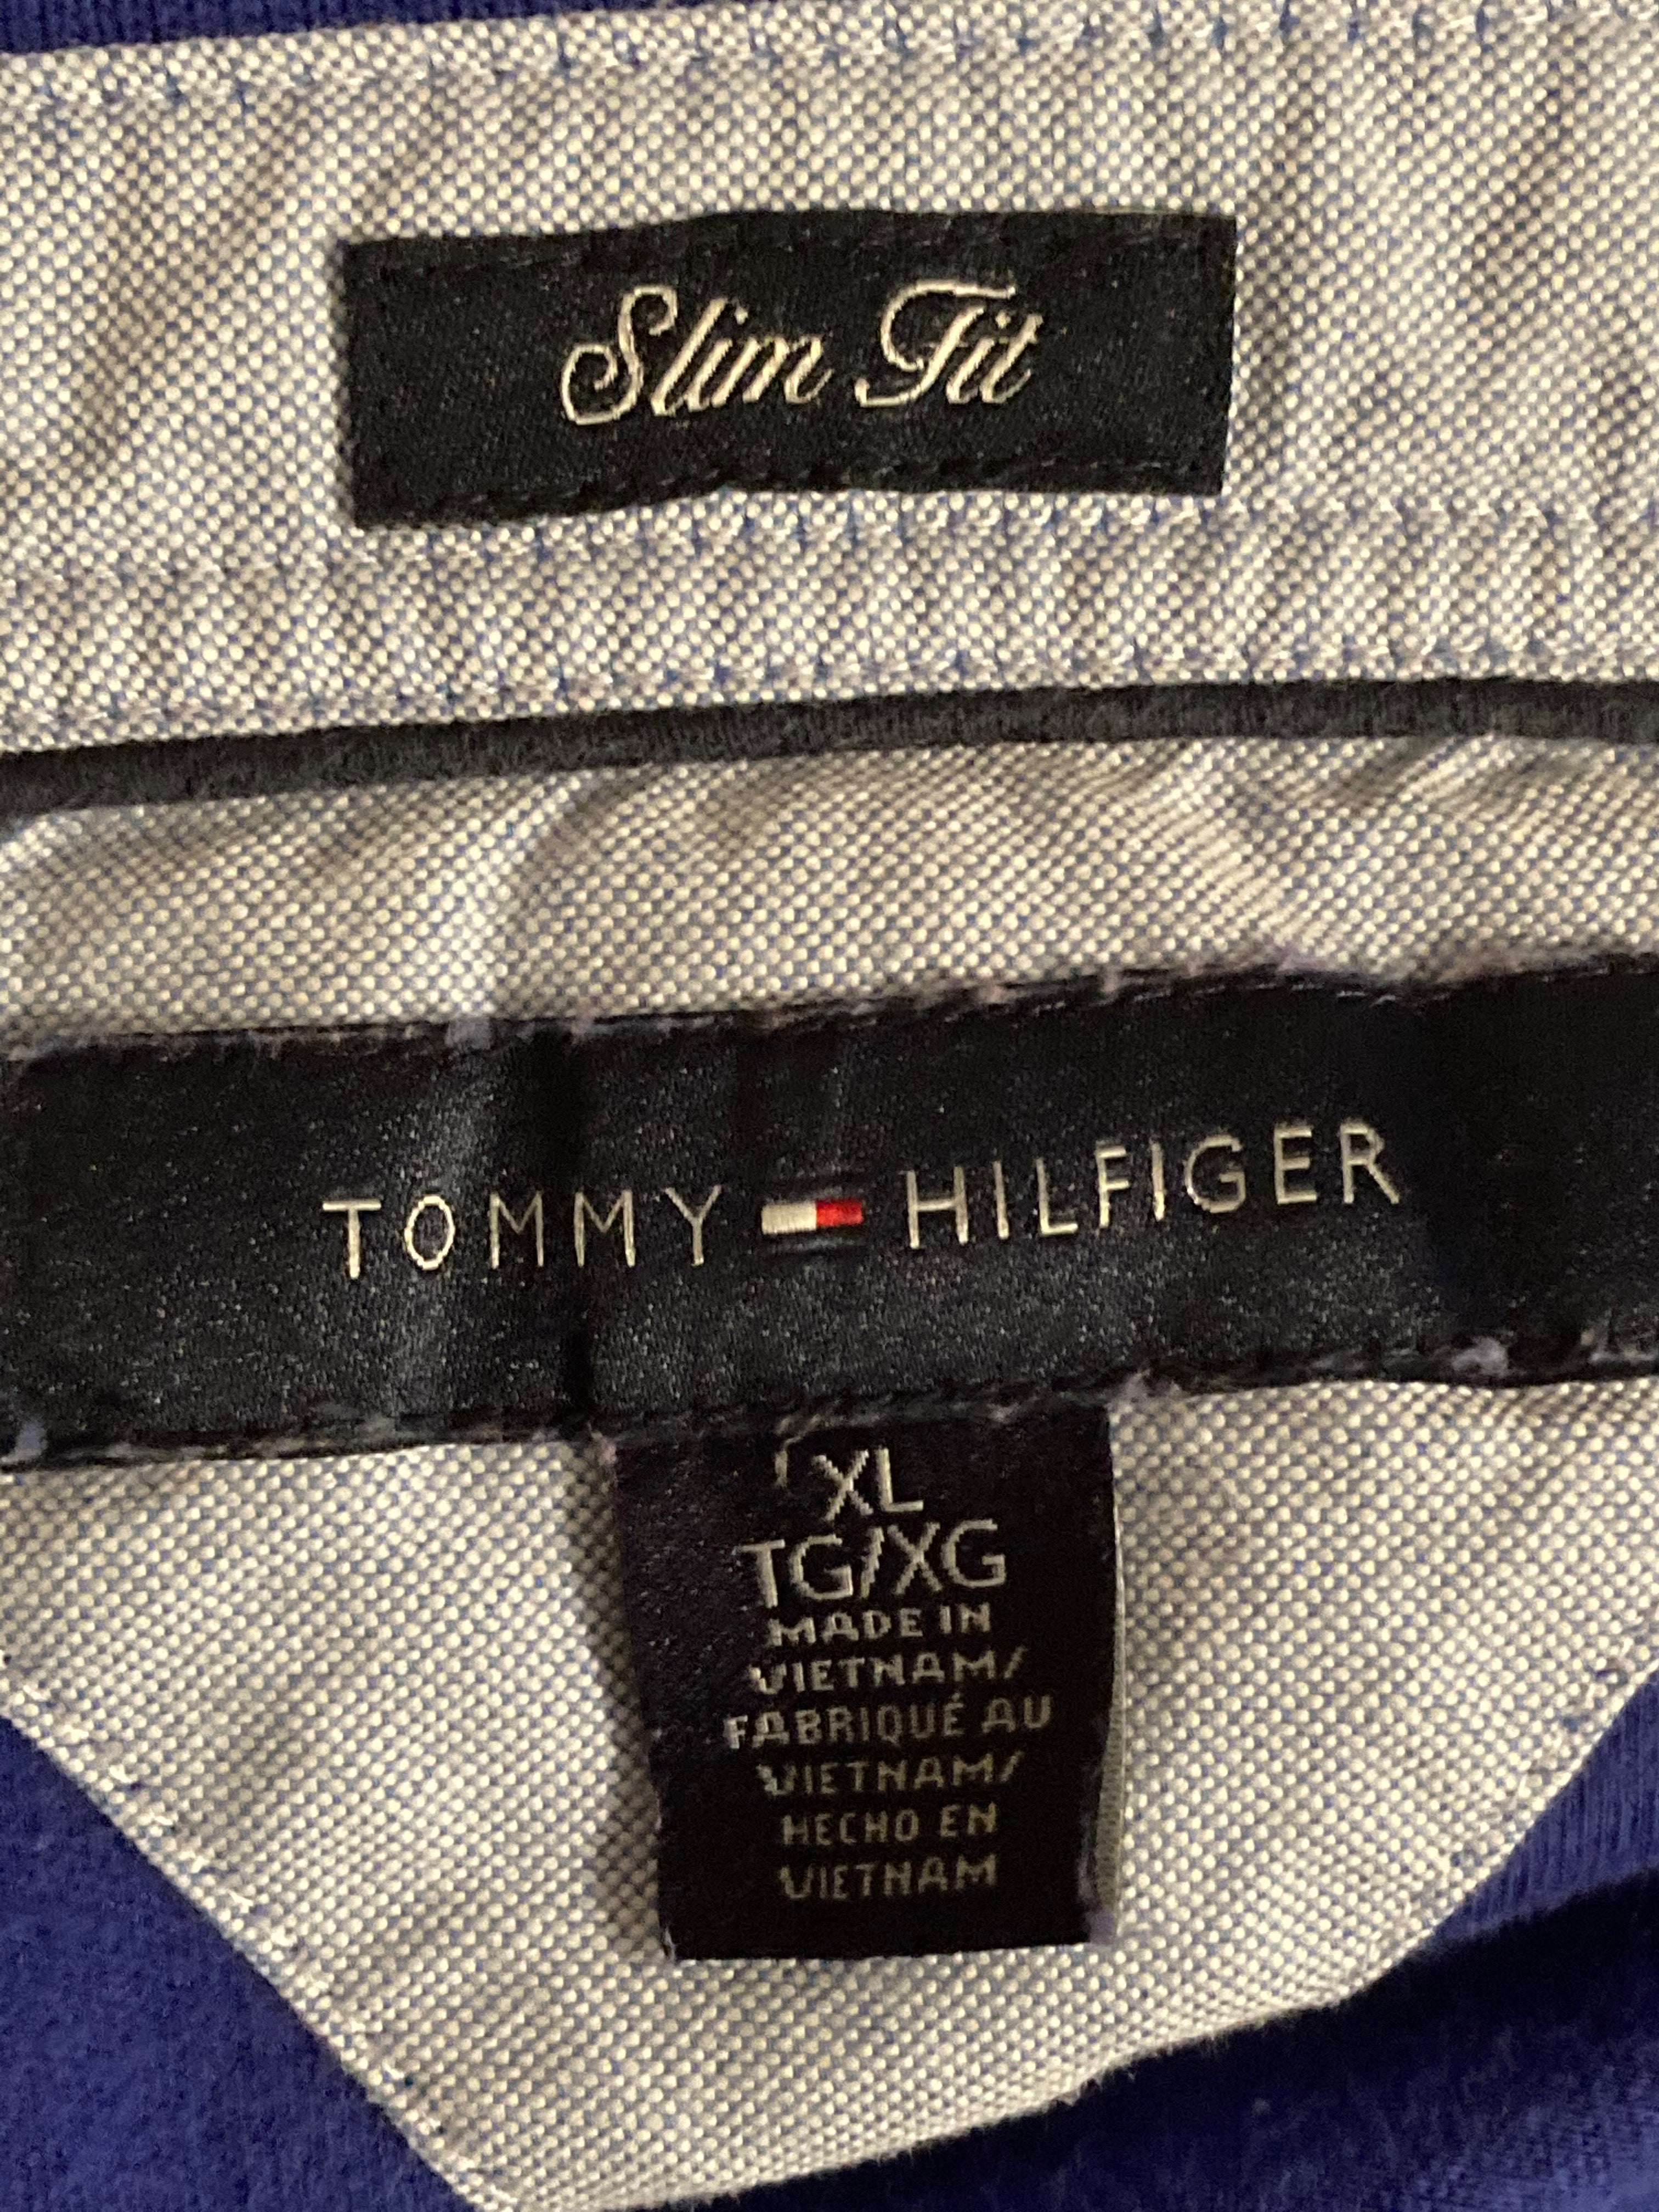 Slim Fit
TOMMY HILFIGER
XL
TG/XG
MADE IN
VIETNAM/
FABRIQUÉ AU
VIETNAM/
HECHO EN
VIETNAM